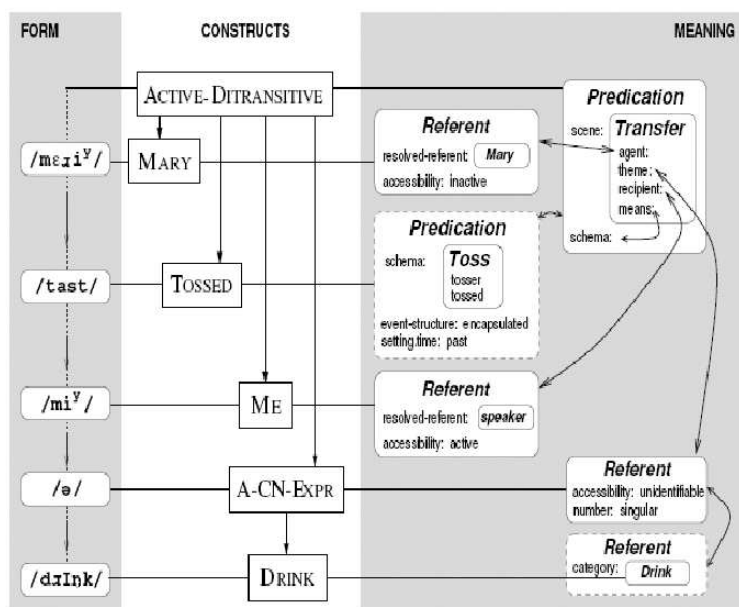 FORM CONSTRUCTS MEANING
ACTIVE-DITRANSITIVE
Predication
scene: Transfer
agent:
theme:
recipient:
means:
schema:
/mɛɹiʸ/
MARY
Referent
resolved-referent: Mary
accessibility: inactive
Predication
schema: Toss
tosser
tossed
event-structure: encapsulated
setting.time: past
/tast/
TOSSED
/miʸ/
ME
Referent
resolved-referent: speaker
accessibility: active
/ə/
A-CN-EXPR
Referent
accessibility: unidentifiable
number: singular
/dɹɪŋk/
DRINK
Referent
category: Drink